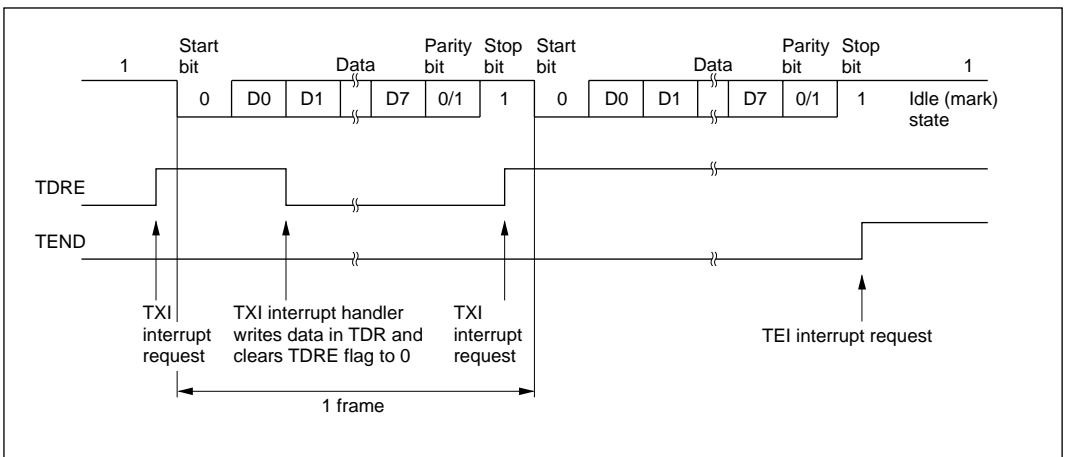 Start Parity Stop Start Parity Stop
1 bit Data bit bit bit Data bit bit 1
0 D0 D1 D7 0/1 1 0 D0 D1 D7 0/1 1 Idle (mark)
state
TDRE
TEND
TXI
interrupt
request
TXI interrupt handler
writes data in TDR and
clears TDRE flag to 0
TXI
interrupt
request
TEI interrupt request
1 frame